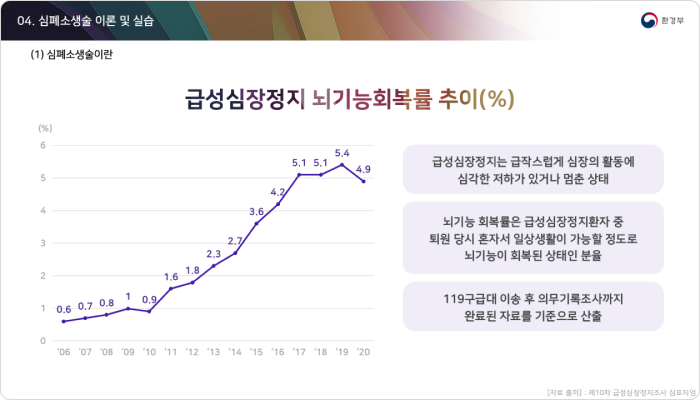 04. 심폐소생술 이론 및 실습
환경부
(1) 심폐소생술이란
급성심장정지 뇌기능회복률 추이(%)
(%)
6
5
4
3
2
1
0
0.6
0.7
0.8
1
0.9
1.6
1.8
2.3
2.7
3.6
4.2
5.1
5.1
5.4
4.9
'06 '07 '08 '09 '10 '11 '12 '13 '14 '15 '16 '17 '18 '19 '20
급성심장정지는 급작스럽게 심장의 활동에
심각한 저하가 있거나 멈춘 상태
뇌기능 회복률은 급성심장정지환자 중
퇴원 당시 혼자서 일상생활이 가능할 정도로
뇌기능이 회복된 상태인 분율
119구급대 이송 후 의무기록조사까지
완료된 자료를 기준으로 산출
[자료 출처] : 제10차 급성심장정지조사 심포지엄